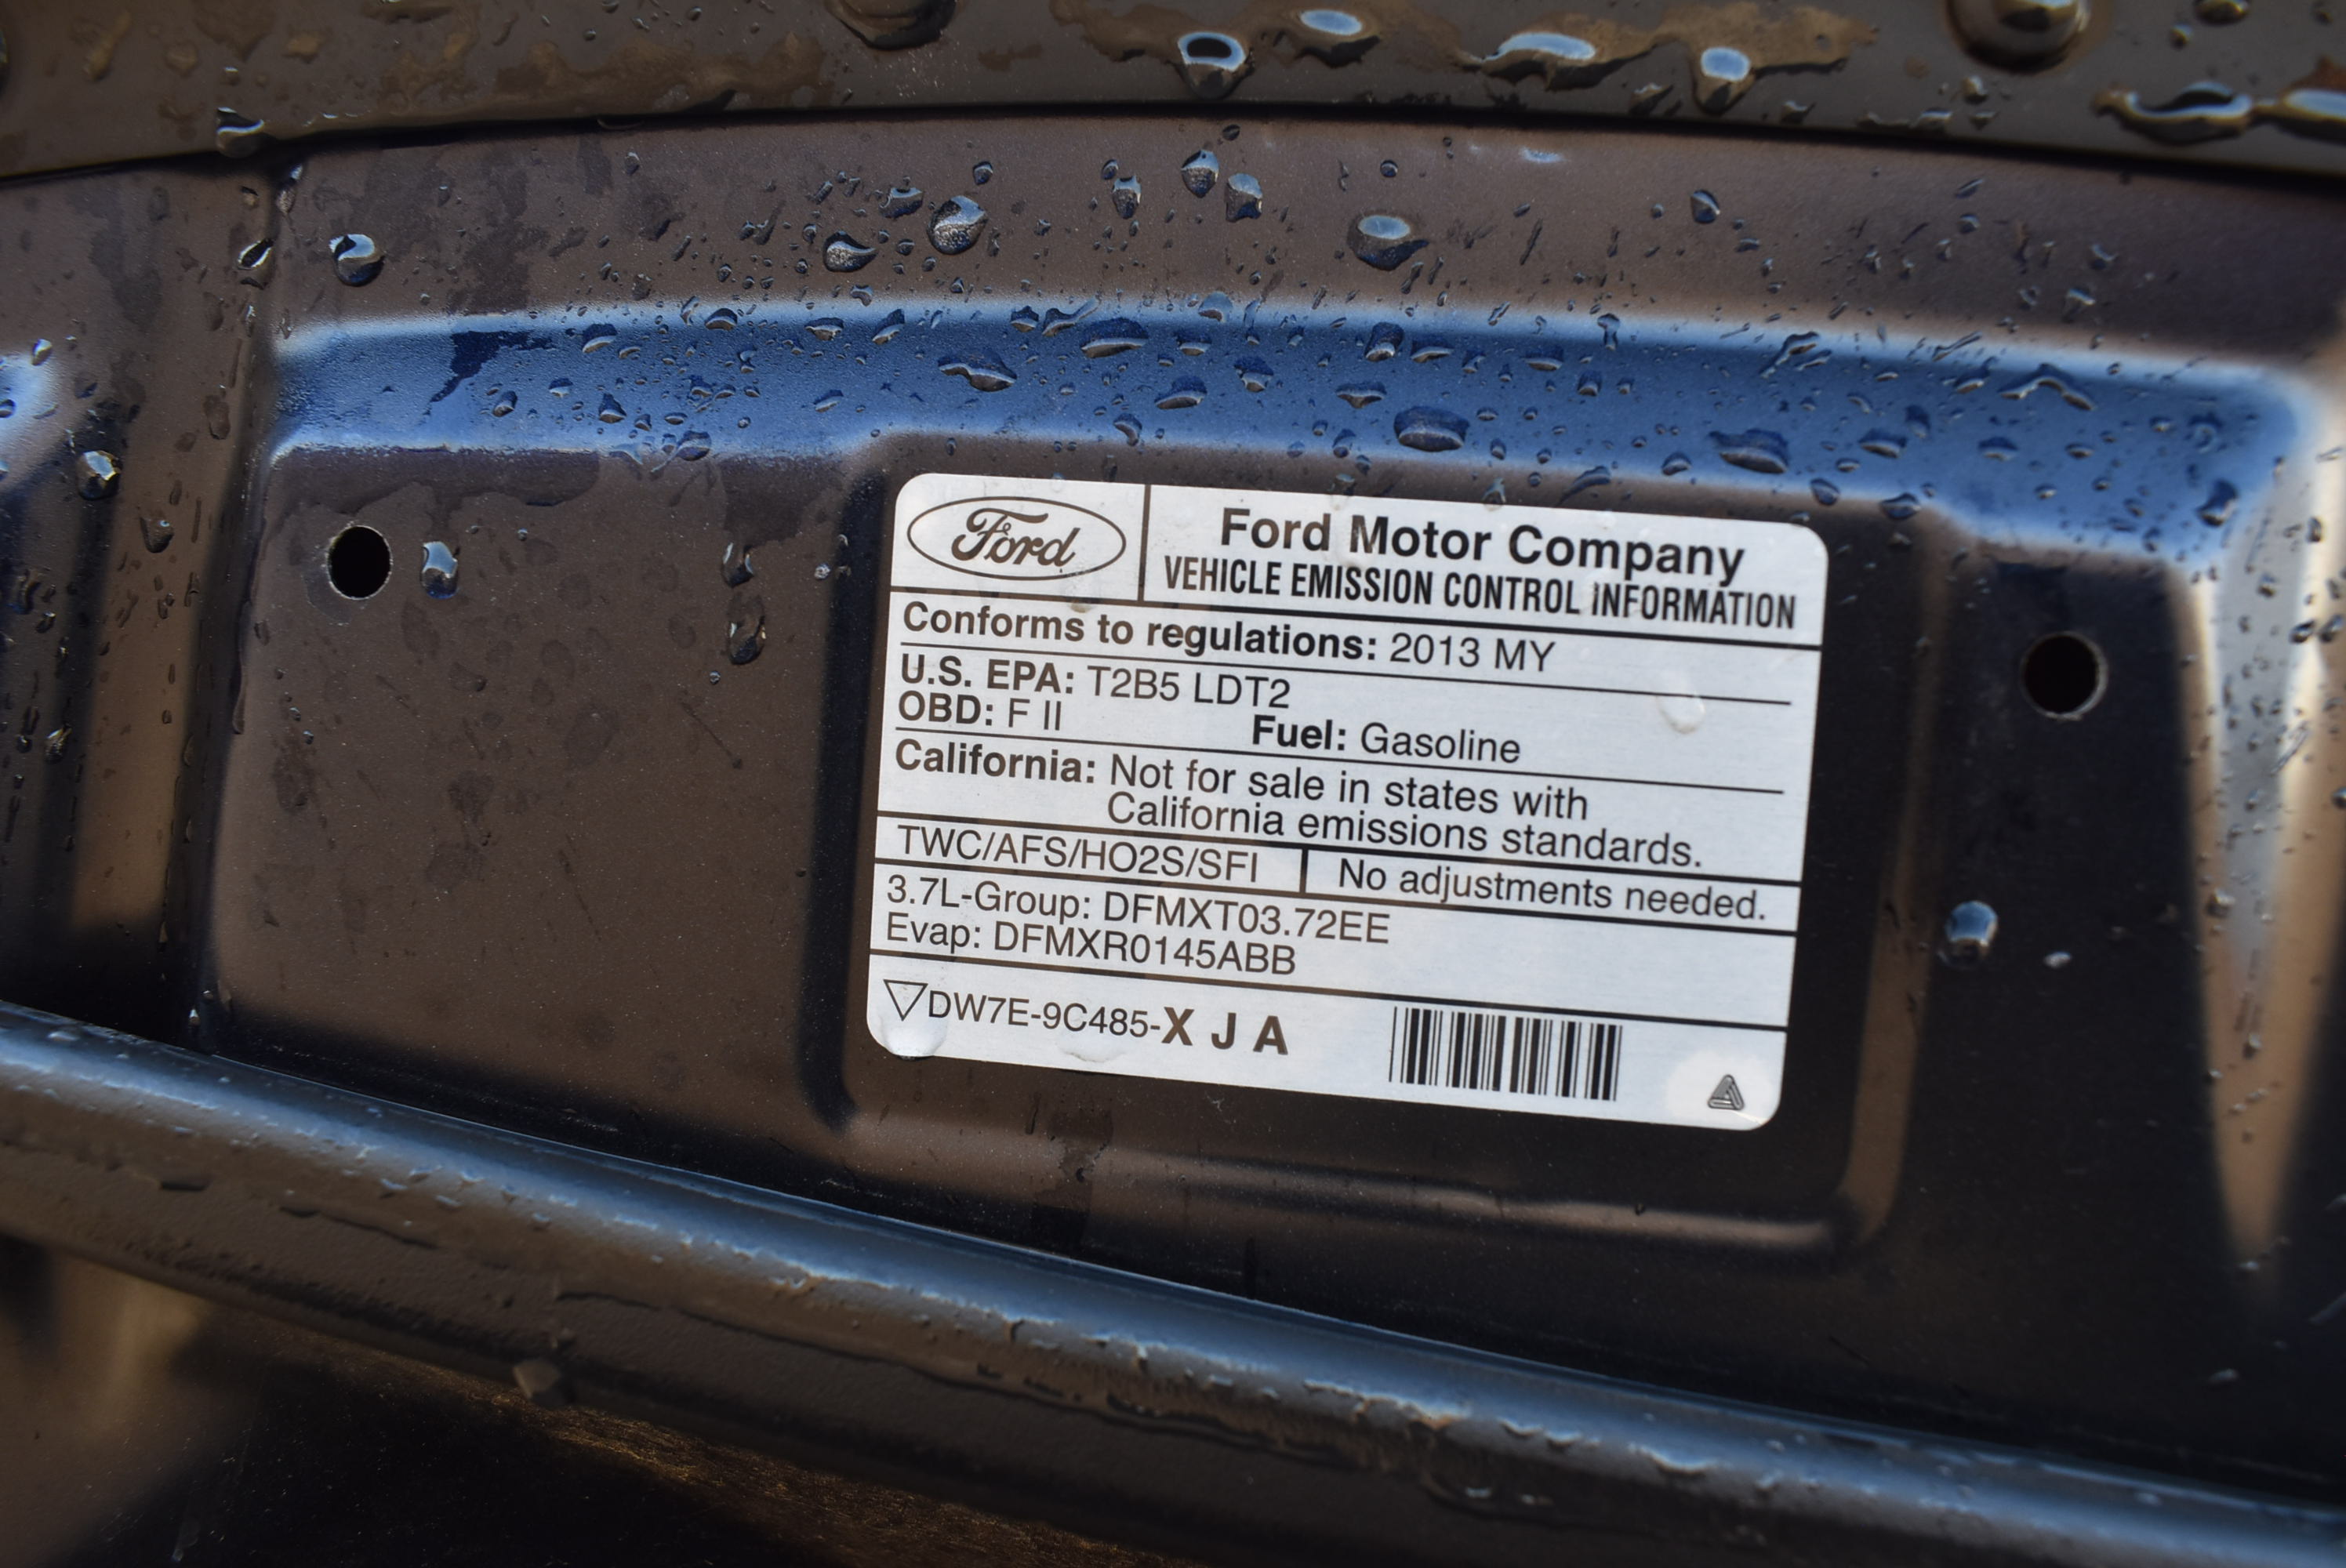 Ford
Ford Motor Company
VEHICLE EMISSION CONTROL INFORMATION
Conforms to regulations: 2013 MY
U.S. EPA: T2B5 LDT2
OBD: F II Fuel: Gasoline
California: Not for sale in states with
California emissions standards.
TWC/AFS/HO2S/SFI No adjustments needed.
3.7L-Group: DFMXT03.72EE
Evap: DFMXR0145ABB
DW7E-9C485-X J A